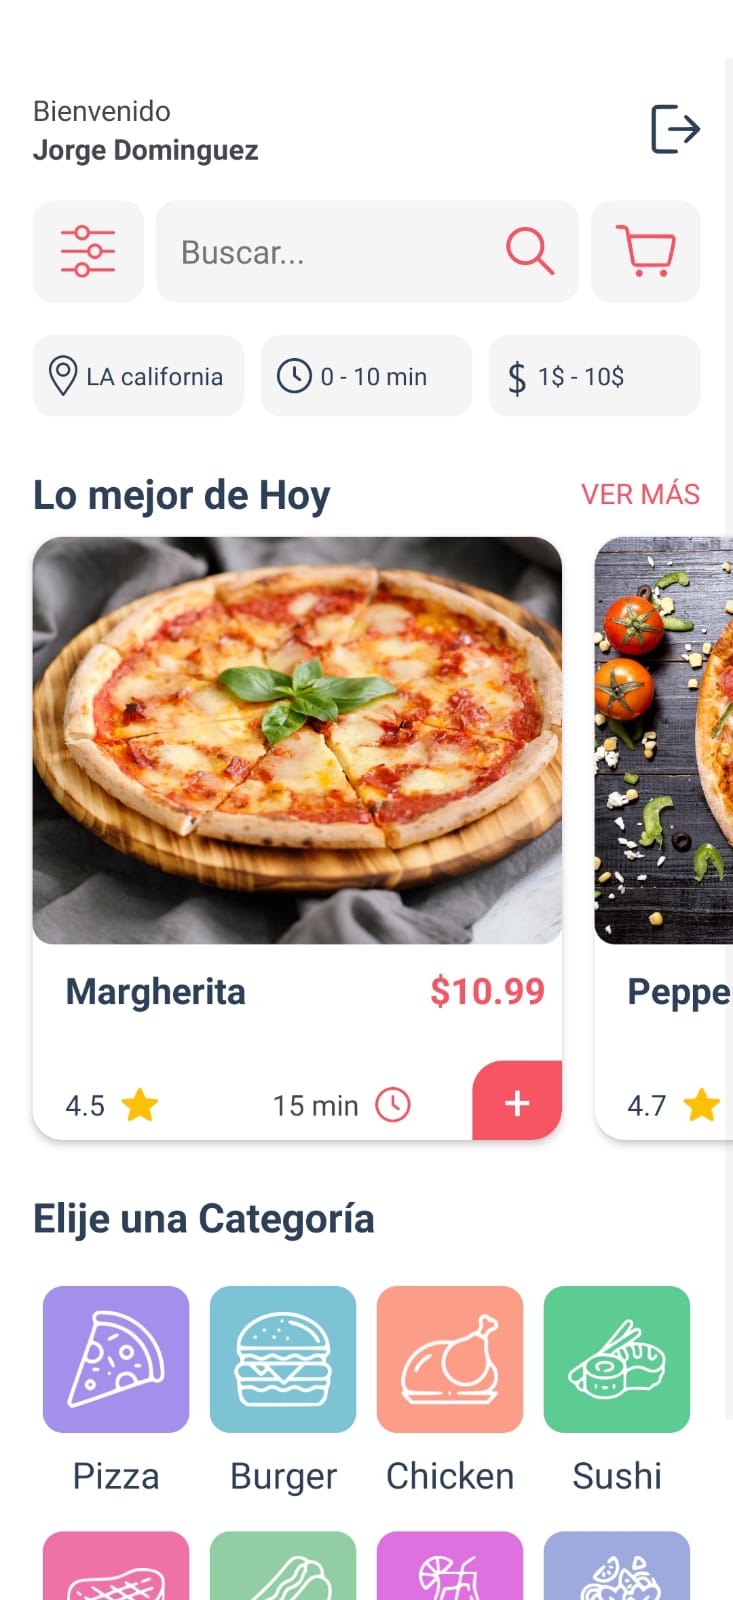 Bienvenido
Jorge Dominguez
Buscar...
LA california
0 - 10 min
$ 1$ - 10$
Lo mejor de Hoy
VER MÁS
Margherita
$10.99
Peppe
4.5
15 min
+
4.7
Elije una Categoría
Pizza
Burger
Chicken
Sushi